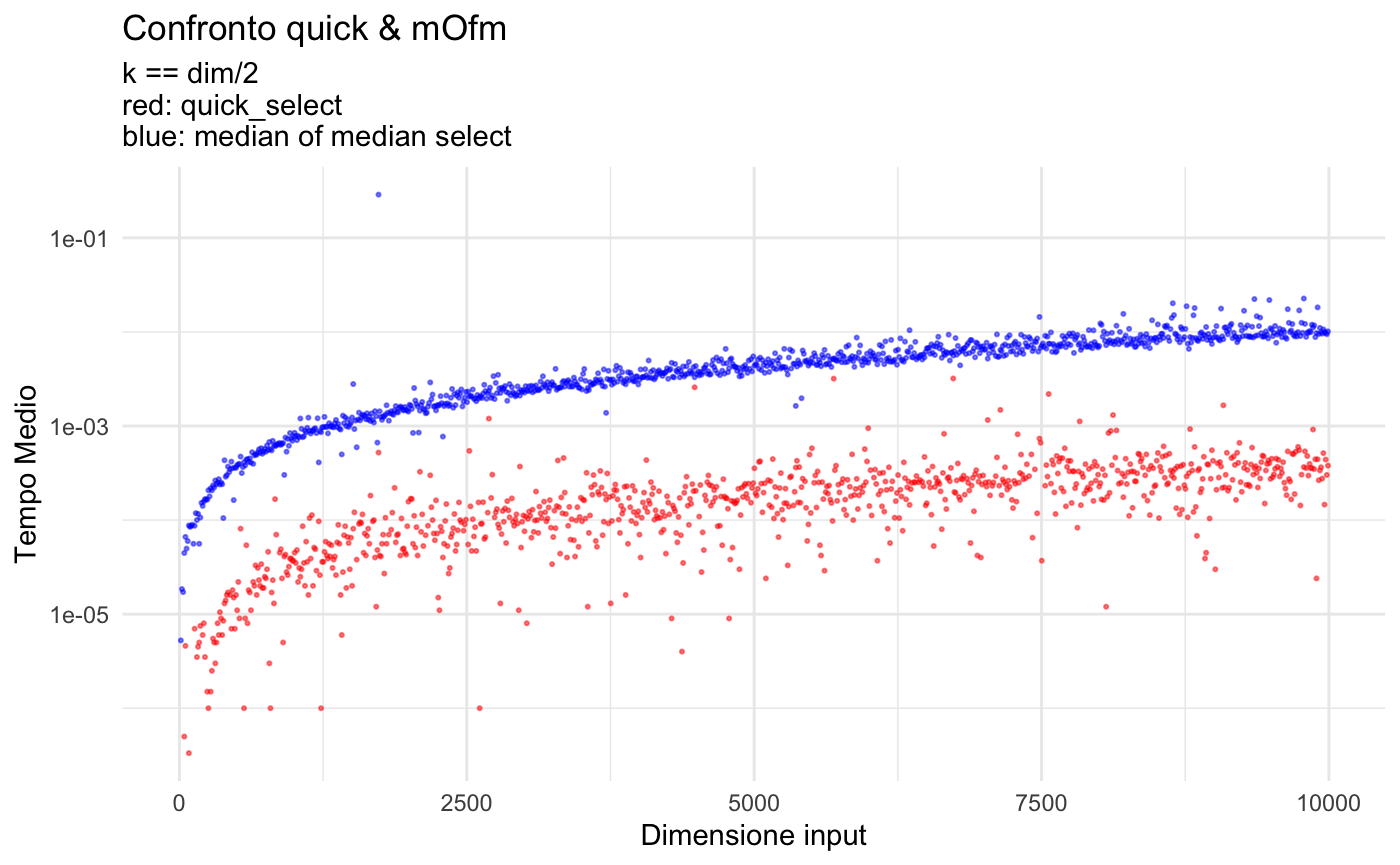 Confronto quick & mOfm
k == dim/2
red: quick_select
blue: median of median select
1e-01
1e-03
1e-05
Tempo Medio
0
2500
5000
7500
10000
Dimensione input